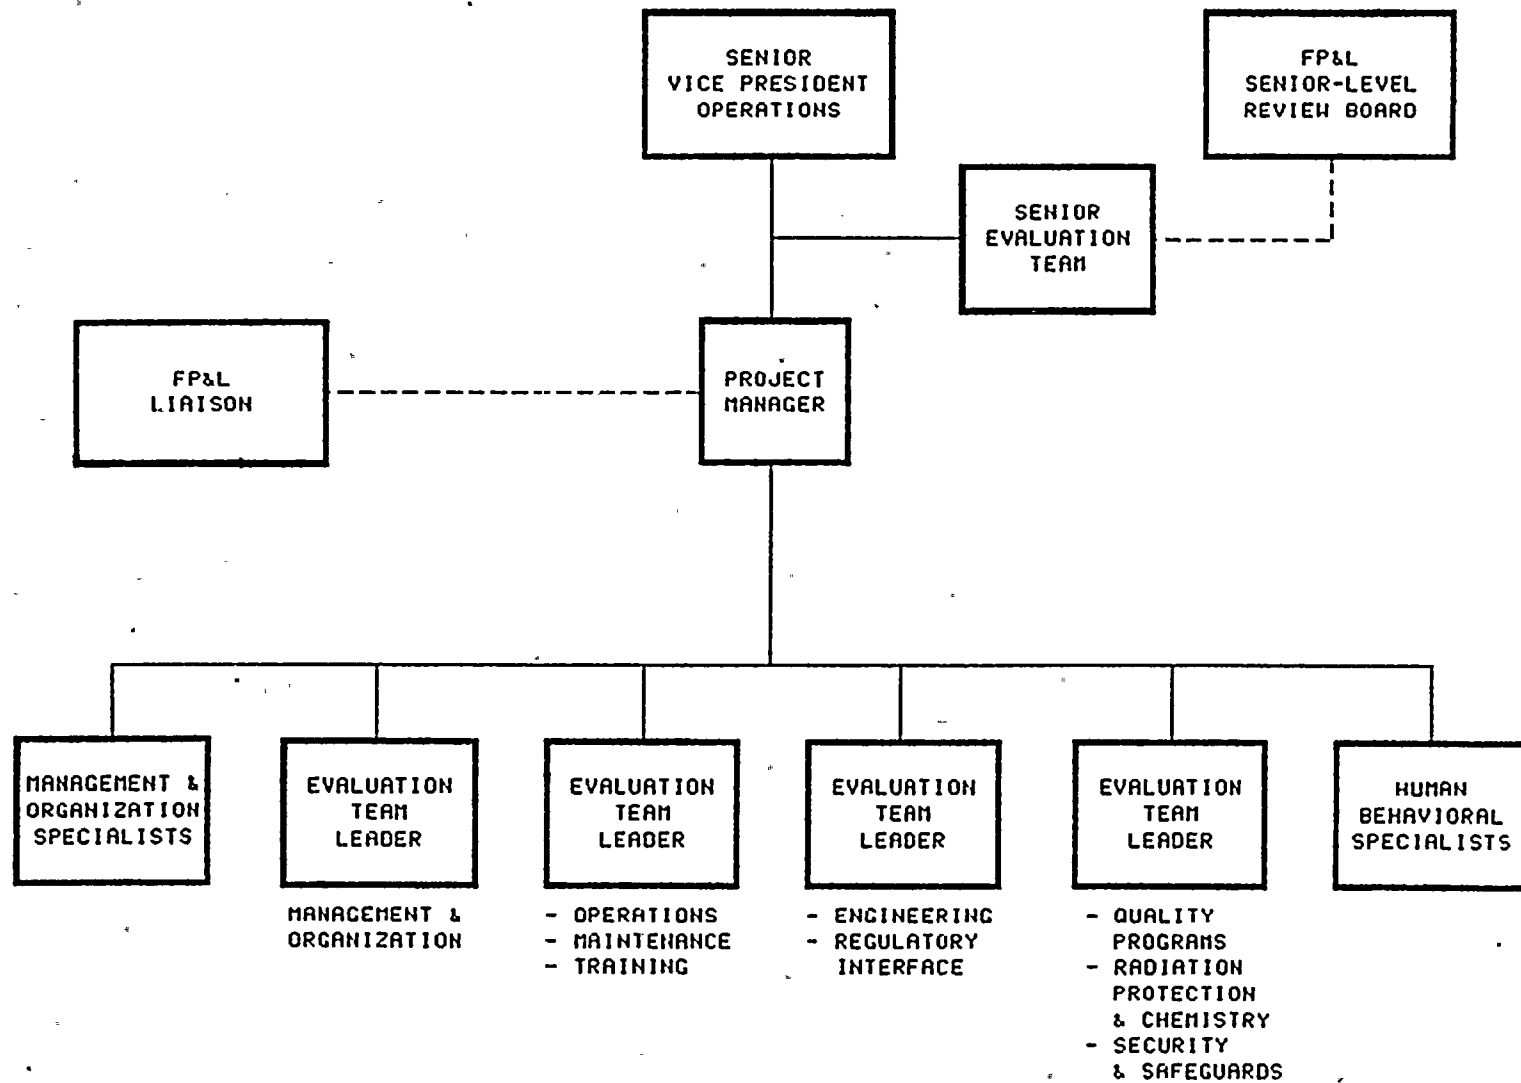 SENIOR
VICE PRESIDENT
OPERATIONS
FP&L
SENIOR-LEVEL
REVIEW BOARD
SENIOR
EVALUATION
TEAM
FP&L
LIAISON
PROJECT
MANAGER
MANAGEMENT &
ORGANIZATION
SPECIALISTS
EVALUATION
TEAM
LEADER
MANAGEMENT &
ORGANIZATION
EVALUATION
TEAM
LEADER
- OPERATIONS
- MAINTENANCE
- TRAINING
EVALUATION
TEAM
LEADER
- ENGINEERING
- REGULATORY
INTERFACE
EVALUATION
TEAM
LEADER
- QUALITY
PROGRAMS
- RADIATION
PROTECTION
& CHEMISTRY
- SECURITY
& SAFEGUARDS
HUMAN
BEHAVIORAL
SPECIALISTS